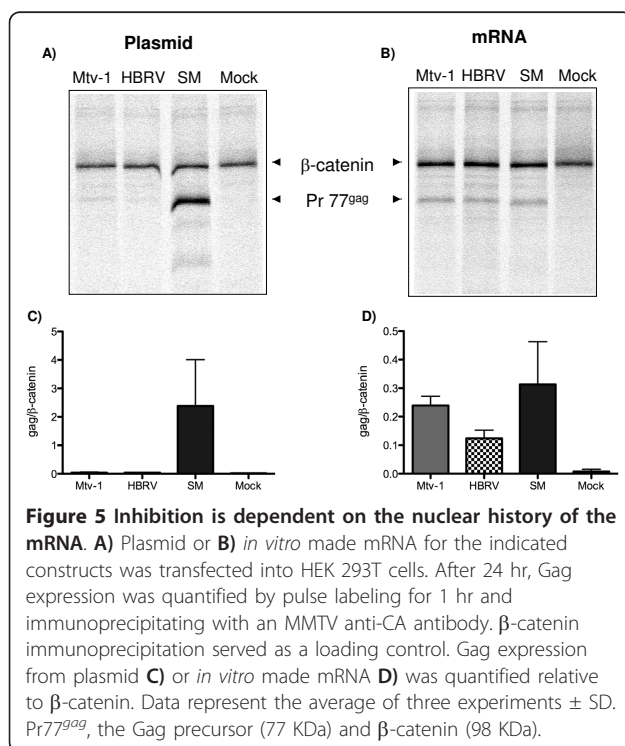 Plasmid
mRNA
A)
B)
Mtv-1 HBRV SM Mock
Mtv-1 HBRV SM Mock
β-catenin
Pr 77gag
C)
D)
gag/β-catenin
5
4
3
2
1
0
Mtv-1 HBRV SM Mock
gag/β-catenin
0.5
0.4
0.3
0.2
0.1
0.0
Mtv-1 HBRV SM Mock
Figure 5 Inhibition is dependent on the nuclear history of the
mRNA. A) Plasmid or B) in vitro made mRNA for the indicated
constructs was transfected into HEK 293T cells. After 24 hr, Gag
expression was quantified by pulse labeling for 1 hr and
immunoprecipitating with an MMTV anti-CA antibody. β-catenin
immunoprecipitation served as a loading control. Gag expression
from plasmid C) or in vitro made mRNA D) was quantified relative
to β-catenin. Data represent the average of three experiments ± SD.
Pr77gag, the Gag precursor (77 KDa) and β-catenin (98 KDa).